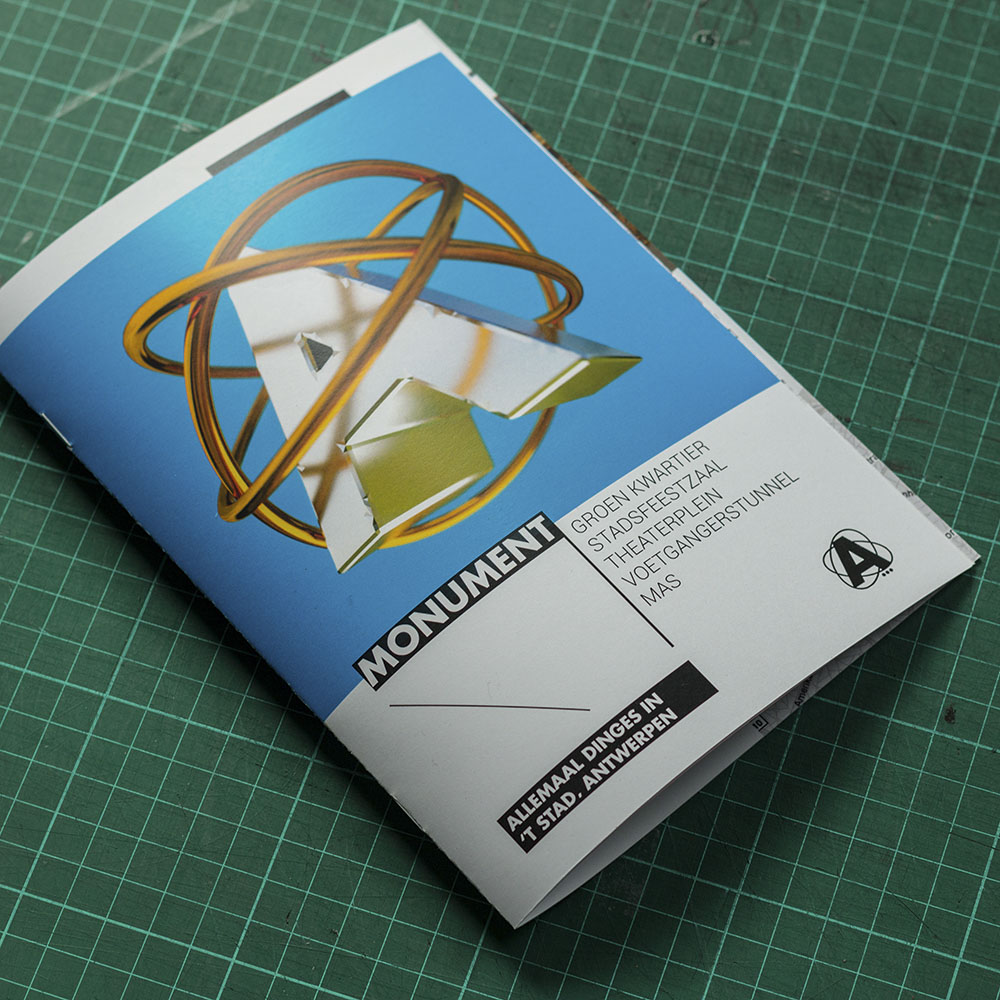 MONUMENT
GROEN KWARTIER
STADSFEESTZAAL
THEATERPLEIN
VOETGANGERSTUNNEL
MAS
A...
ALLEMAAL DINGES IN
'T STAD, ANTWERPEN